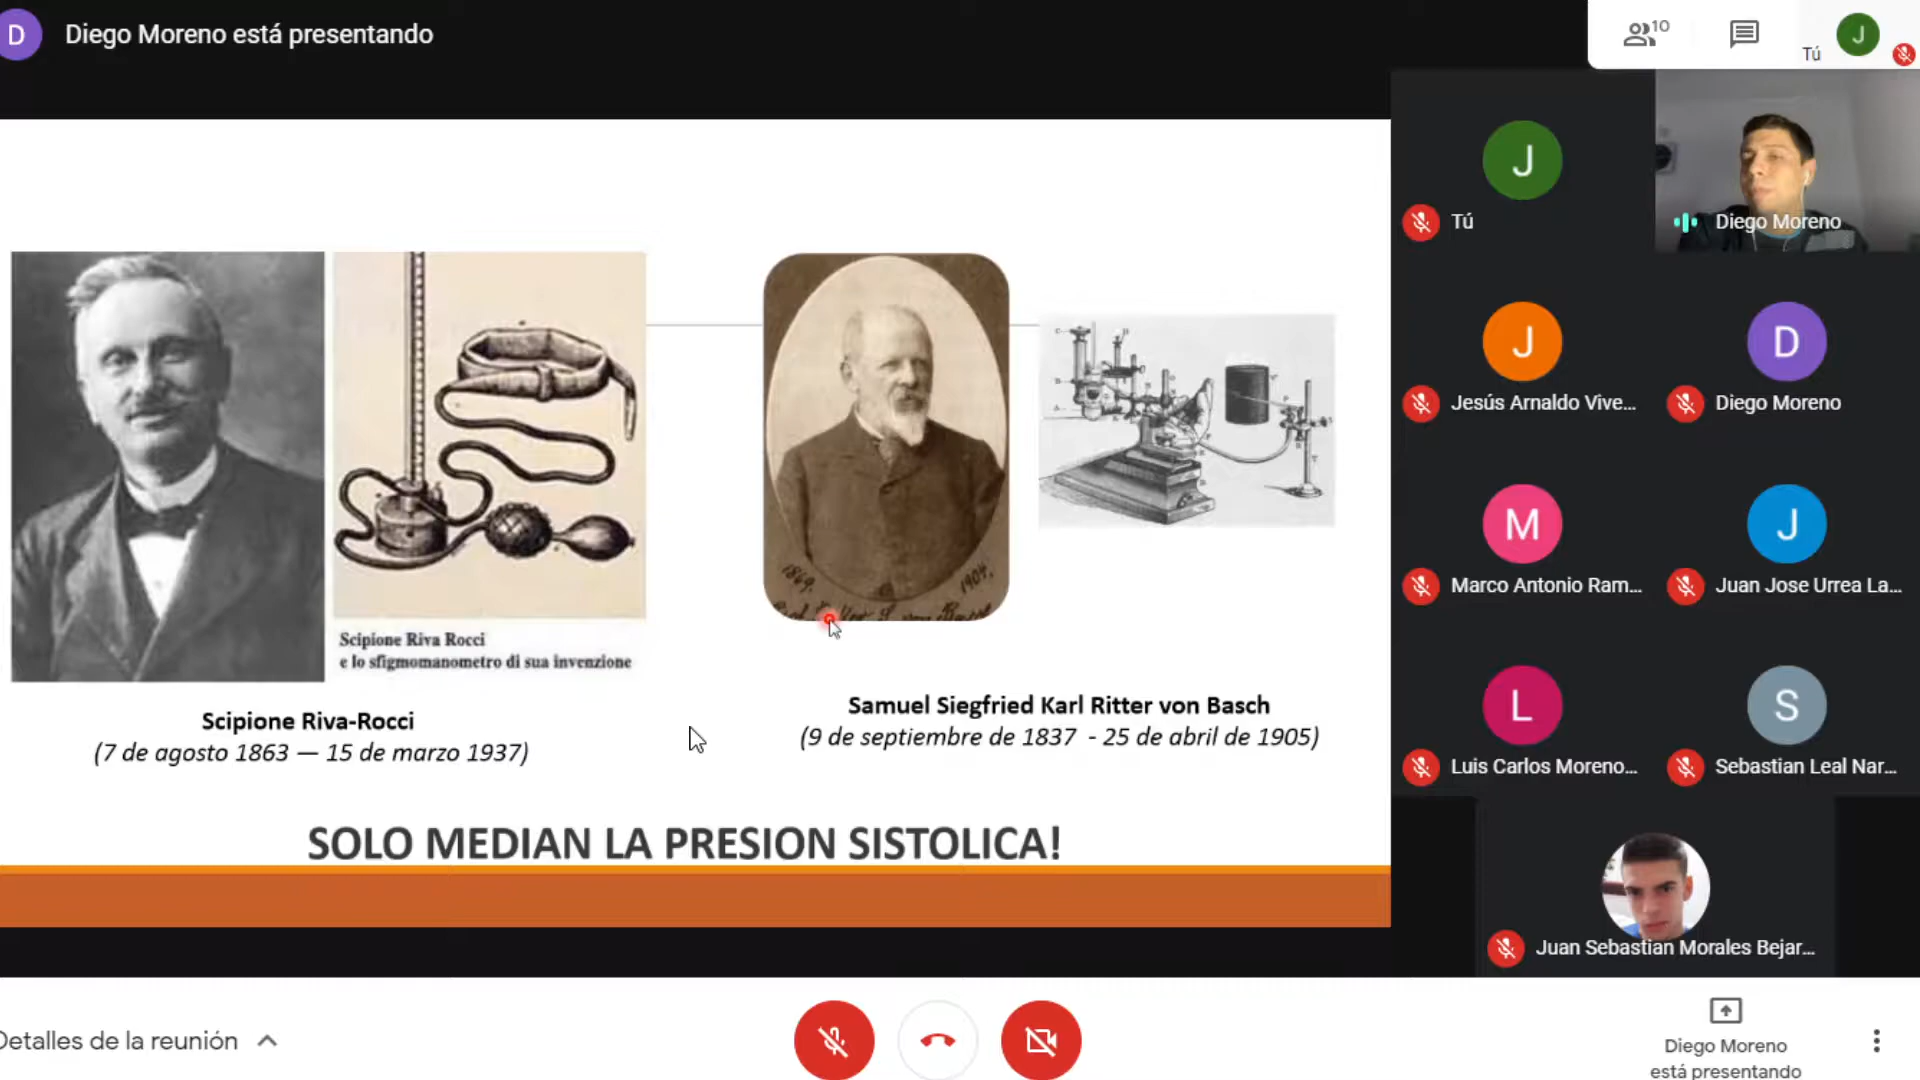 D
Diego Moreno está presentando
10
Tú
J
J
Tú
Diego Moreno
J
Jesús Arnaldo Vive...
D
Diego Moreno
M
Marco Antonio Ram...
J
Juan Jose Urrea La...
L
Luis Carlos Moreno...
S
Sebastian Leal Nar...
Juan Sebastian Morales Bejar...
Scipione Riva Rocci
e lo sfigmomanometro di sua invenzione
Scipione Riva-Rocci
(7 de agosto 1863 — 15 de marzo 1937)
1869.
1904.
Samuel Siegfried Karl Ritter von Basch
(9 de septiembre de 1837 - 25 de abril de 1905)
SOLO MEDIAN LA PRESION SISTOLICA!
Detalles de la reunión
Diego Moreno
está presentando